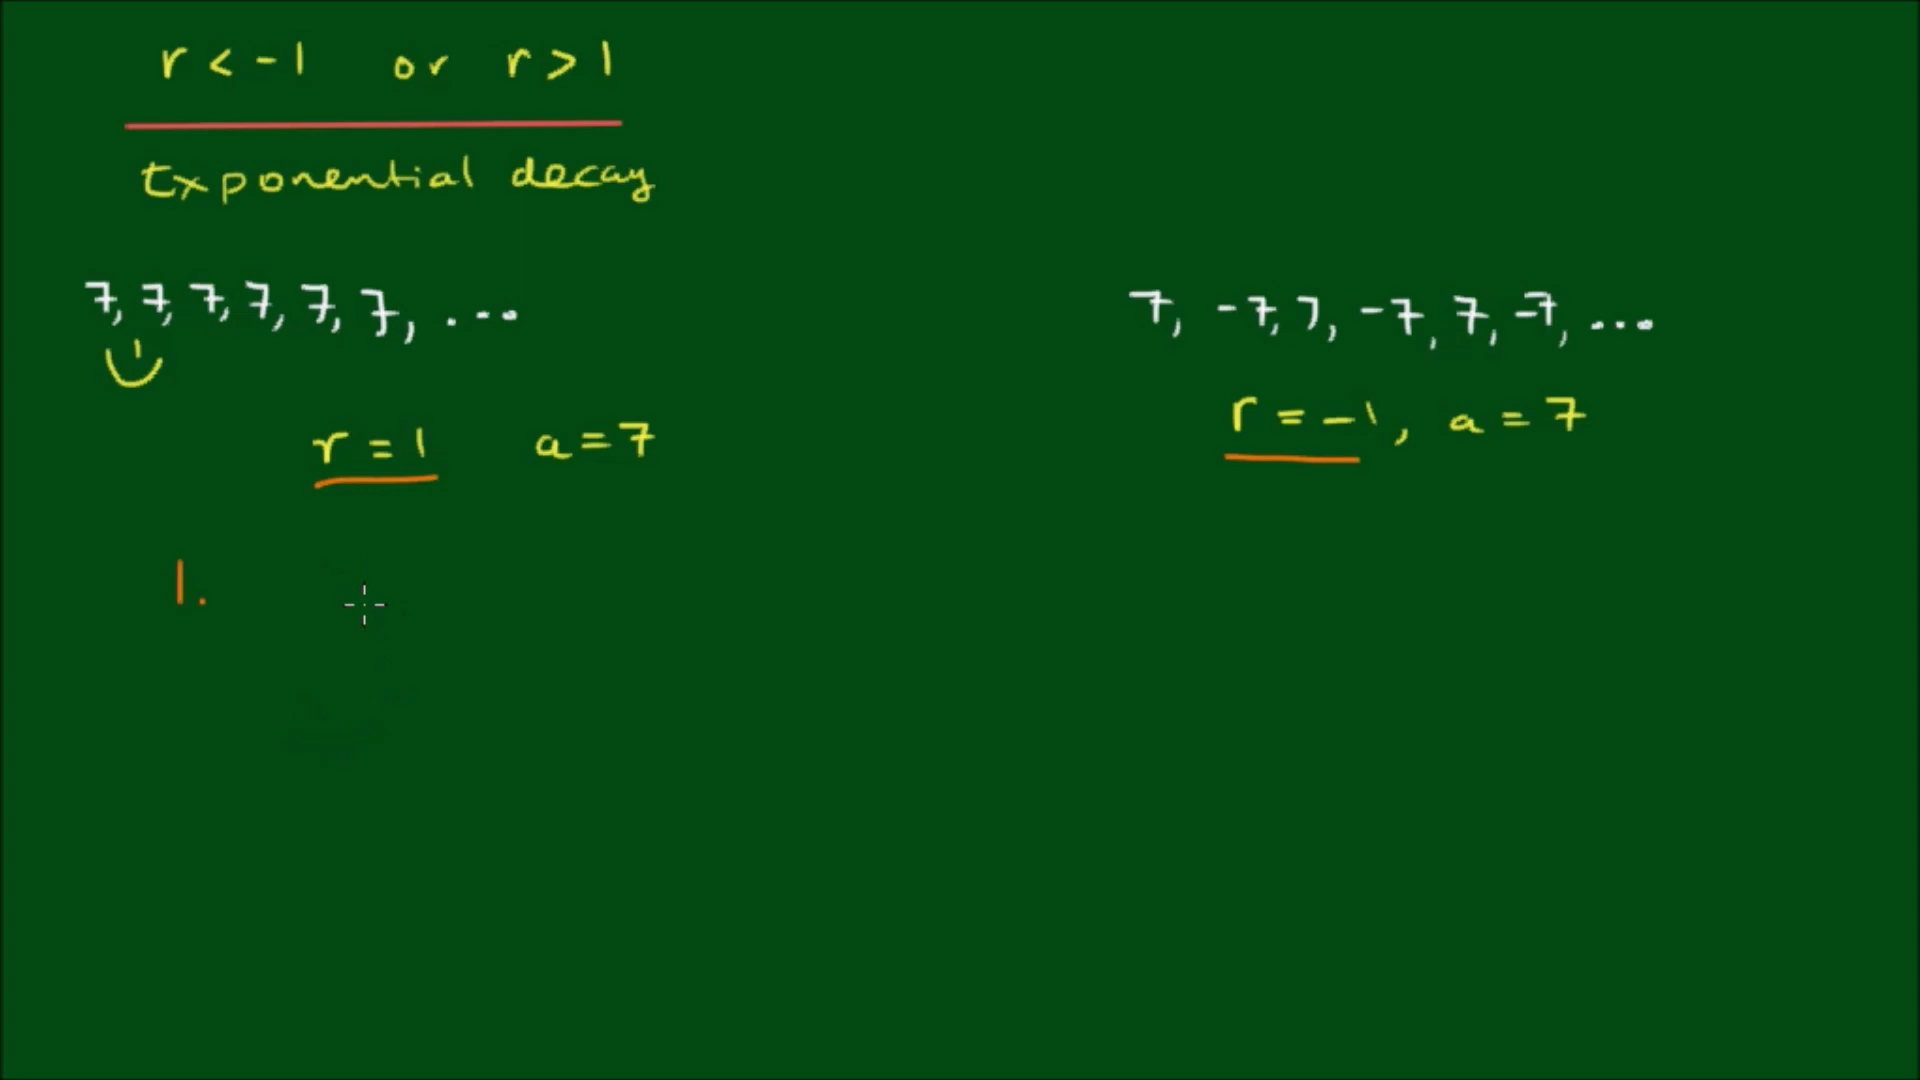 r < -1 or r > 1
Exponential decay
7, 7, 7, 7, 7, 7, ...
7, -7, 7, -7, 7, -7, ...
1
r = 1 a = 7
r = -1, a = 7
1.